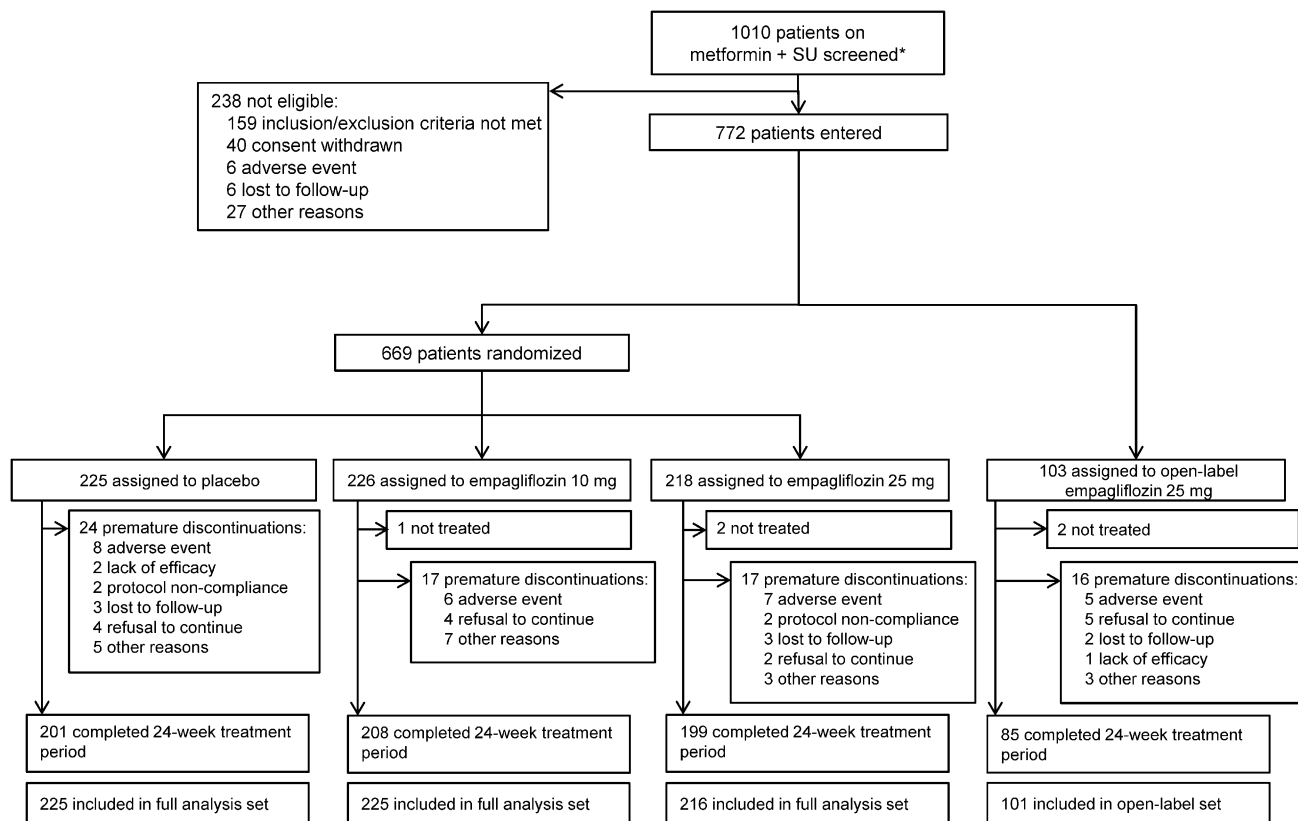 1010 patients on
metformin + SU screened*
238 not eligible:
159 inclusion/exclusion criteria not met
40 consent withdrawn
6 adverse event
6 lost to follow-up
27 other reasons
772 patients entered
669 patients randomized
225 assigned to placebo
24 premature discontinuations:
8 adverse event
2 lack of efficacy
2 protocol non-compliance
3 lost to follow-up
4 refusal to continue
5 other reasons
201 completed 24-week treatment
period
225 included in full analysis set
226 assigned to empagliflozin 10 mg
1 not treated
17 premature discontinuations:
6 adverse event
4 refusal to continue
7 other reasons
208 completed 24-week treatment
period
225 included in full analysis set
218 assigned to empagliflozin 25 mg
2 not treated
17 premature discontinuations:
7 adverse event
2 protocol non-compliance
3 lost to follow-up
2 refusal to continue
3 other reasons
199 completed 24-week treatment
period
216 included in full analysis set
103 assigned to open-label
empagliflozin 25 mg
2 not treated
16 premature discontinuations:
5 adverse event
5 refusal to continue
2 lost to follow-up
1 lack of efficacy
3 other reasons
85 completed 24-week treatment
period
101 included in open-label set